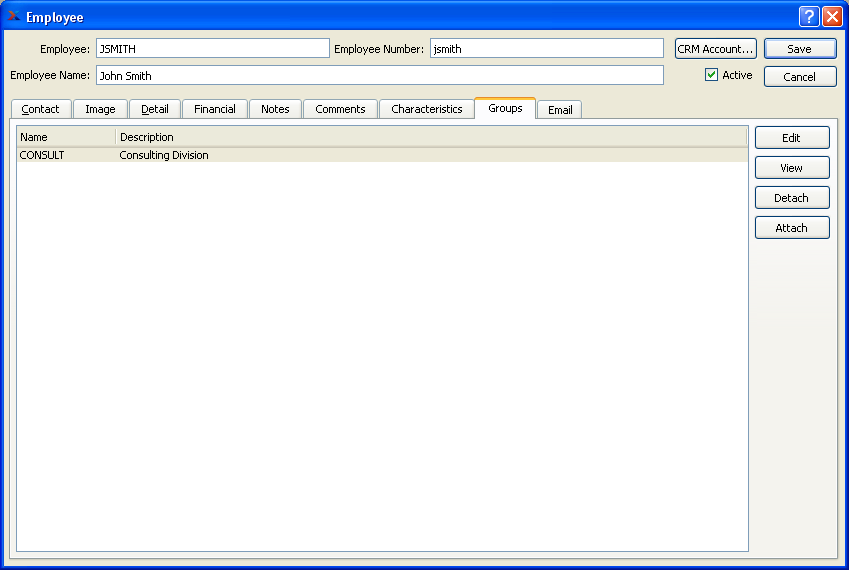 Employee
Employee: JSMITH Employee Number: jsmith CRM Account... Save
Employee Name: John Smith Active Cancel
Contact Image Detail Financial Notes Comments Characteristics Groups Email
Name Description Edit
CONSULT Consulting Division
View
Detach
Attach